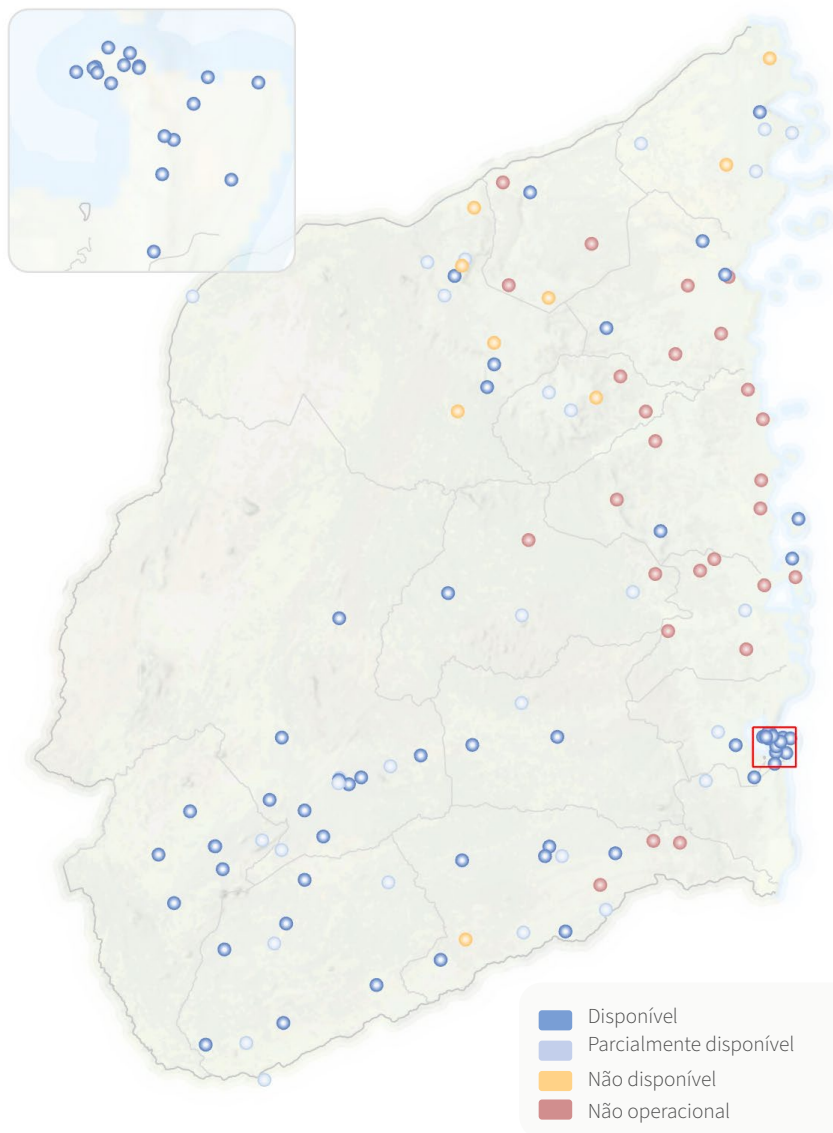 Disponível
Parcialmente disponível
Não disponível
Não operacional